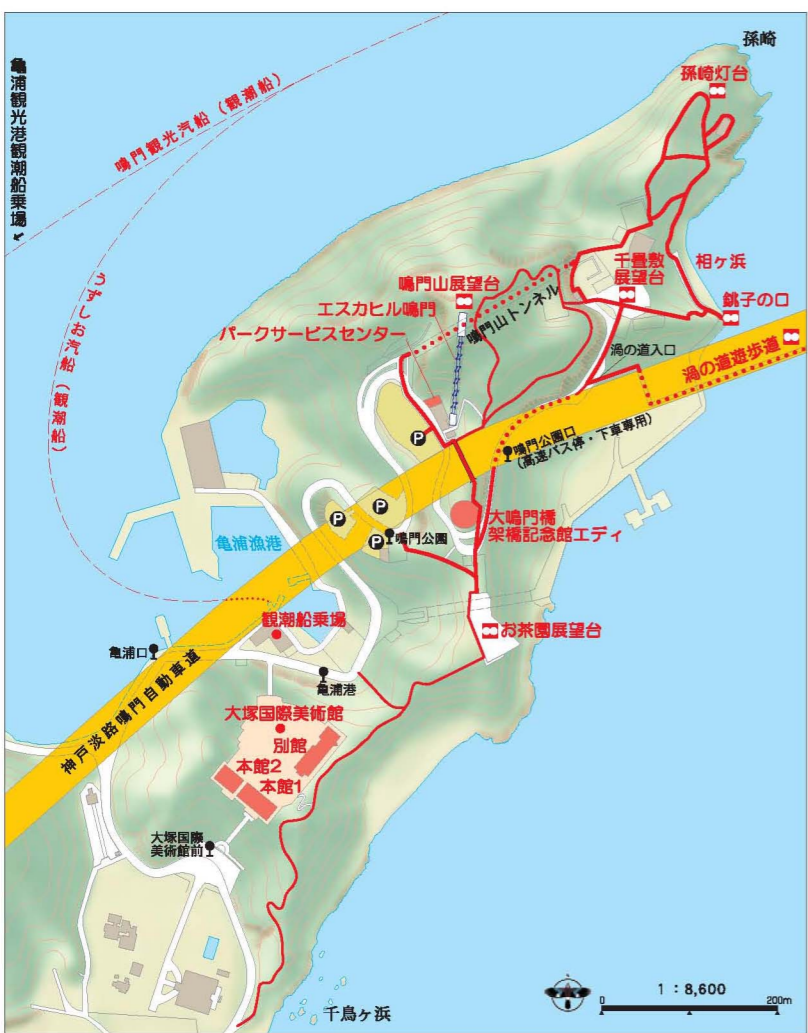 孫崎
孫崎灯台
亀浦観光港観潮船乗場
鳴門観光汽船（観潮船）
うずしお汽船（観潮船）
千畳敷
展望台
相ヶ浜
銚子の口
鳴門山展望台
エスカヒル鳴門
パークサービスセンター
鳴門山トンネル
渦の道入口
渦の道遊歩道
P
鳴門公園口
（高速バス停・下車専用）
P
P
P
鳴門公園
大鳴門橋
架橋記念館エディ
亀浦漁港
観潮船乗場
お茶園展望台
亀浦口
亀浦港
神戸淡路鳴門自動車道
大塚国際美術館
別館
本館2
本館1
大塚国際
美術館前
千鳥ヶ浜
1：8,600
0
200m